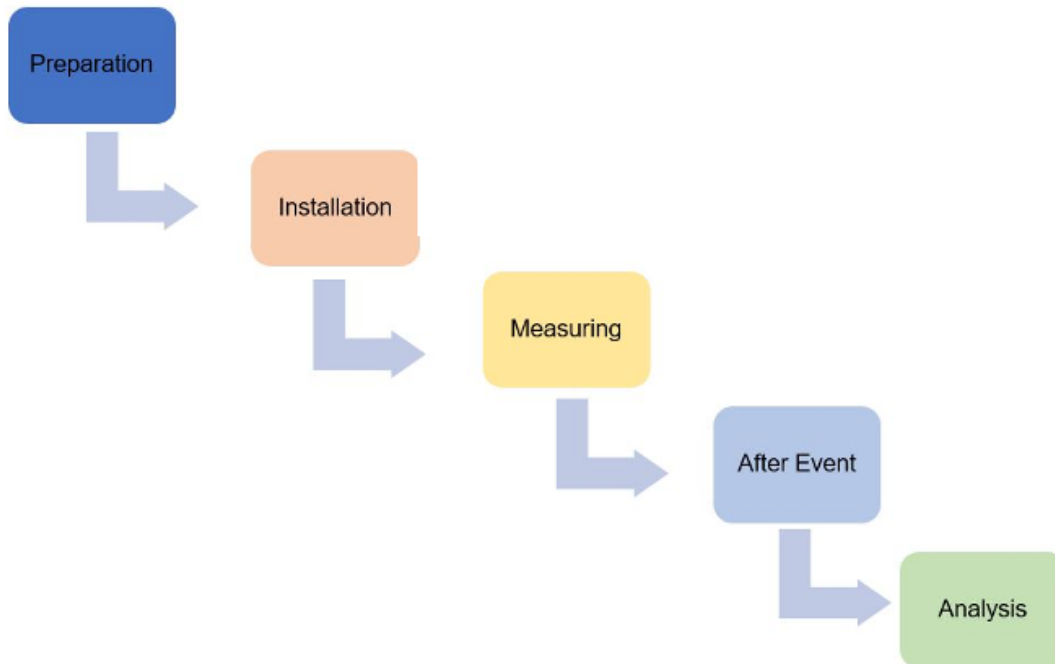 Preparation
Installation
Measuring
After Event
Analysis